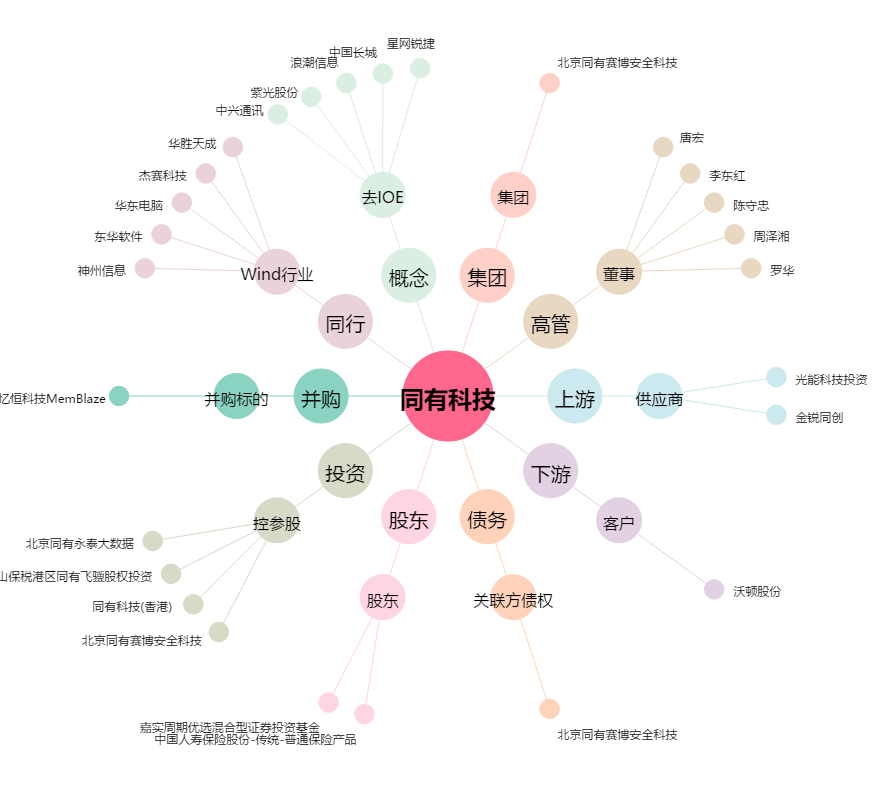 星网锐捷
中国长城
浪潮信息
紫光股份
中兴通讯
去IOE
概念
北京同有赛博安全科技
集团
集团
唐宏
李东红
陈守忠
周泽湘
罗华
董事
高管
华胜天成
杰赛科技
华东电脑
东华软件
神州信息
Wind行业
同行
忆恒科技MemBlaze
并购标的
并购
同有科技
上游
供应商
光能科技投资
金锐同创
投资
控参股
北京同有永泰大数据
山保税港区同有飞骥股权投资
同有科技(香港)
北京同有赛博安全科技
股东
股东
嘉实周期优选混合型证券投资基金
中国人寿保险股份-传统-普通保险产品
债务
关联方债权
北京同有赛博安全科技
下游
客户
沃顿股份